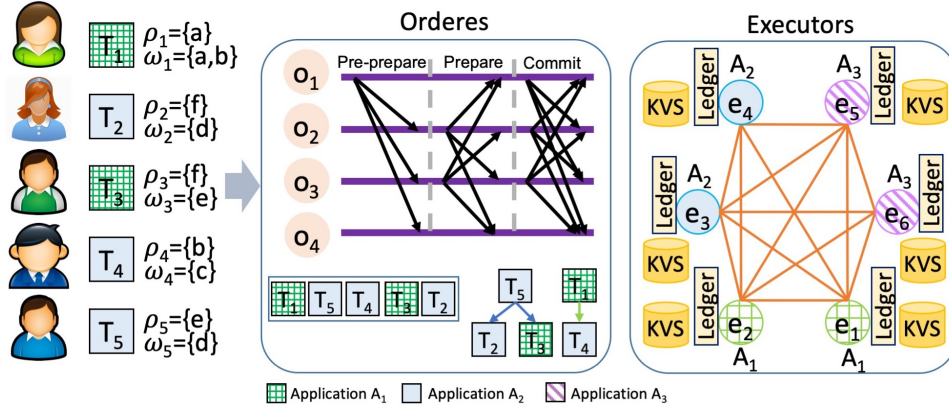 Orderes
Executors
T1
ρ1={a}
ω1={a,b}
T2
ρ2={f}
ω2={d}
T3
ρ3={f}
ω3={e}
T4
ρ4={b}
ω4={c}
T5
ρ5={e}
ω5={d}
Pre-prepare Prepare Commit
o1
o2
o3
o4
T1 T5 T4 T3 T2
T5 T1
T2 T3 T4
A2 A3
KVS Ledger e4 e5 Ledger KVS
A2 A3
Ledger e3 e6 Ledger
KVS KVS
KVS Ledger e2 e1 Ledger KVS
A1 A1
Application A1 Application A2 Application A3